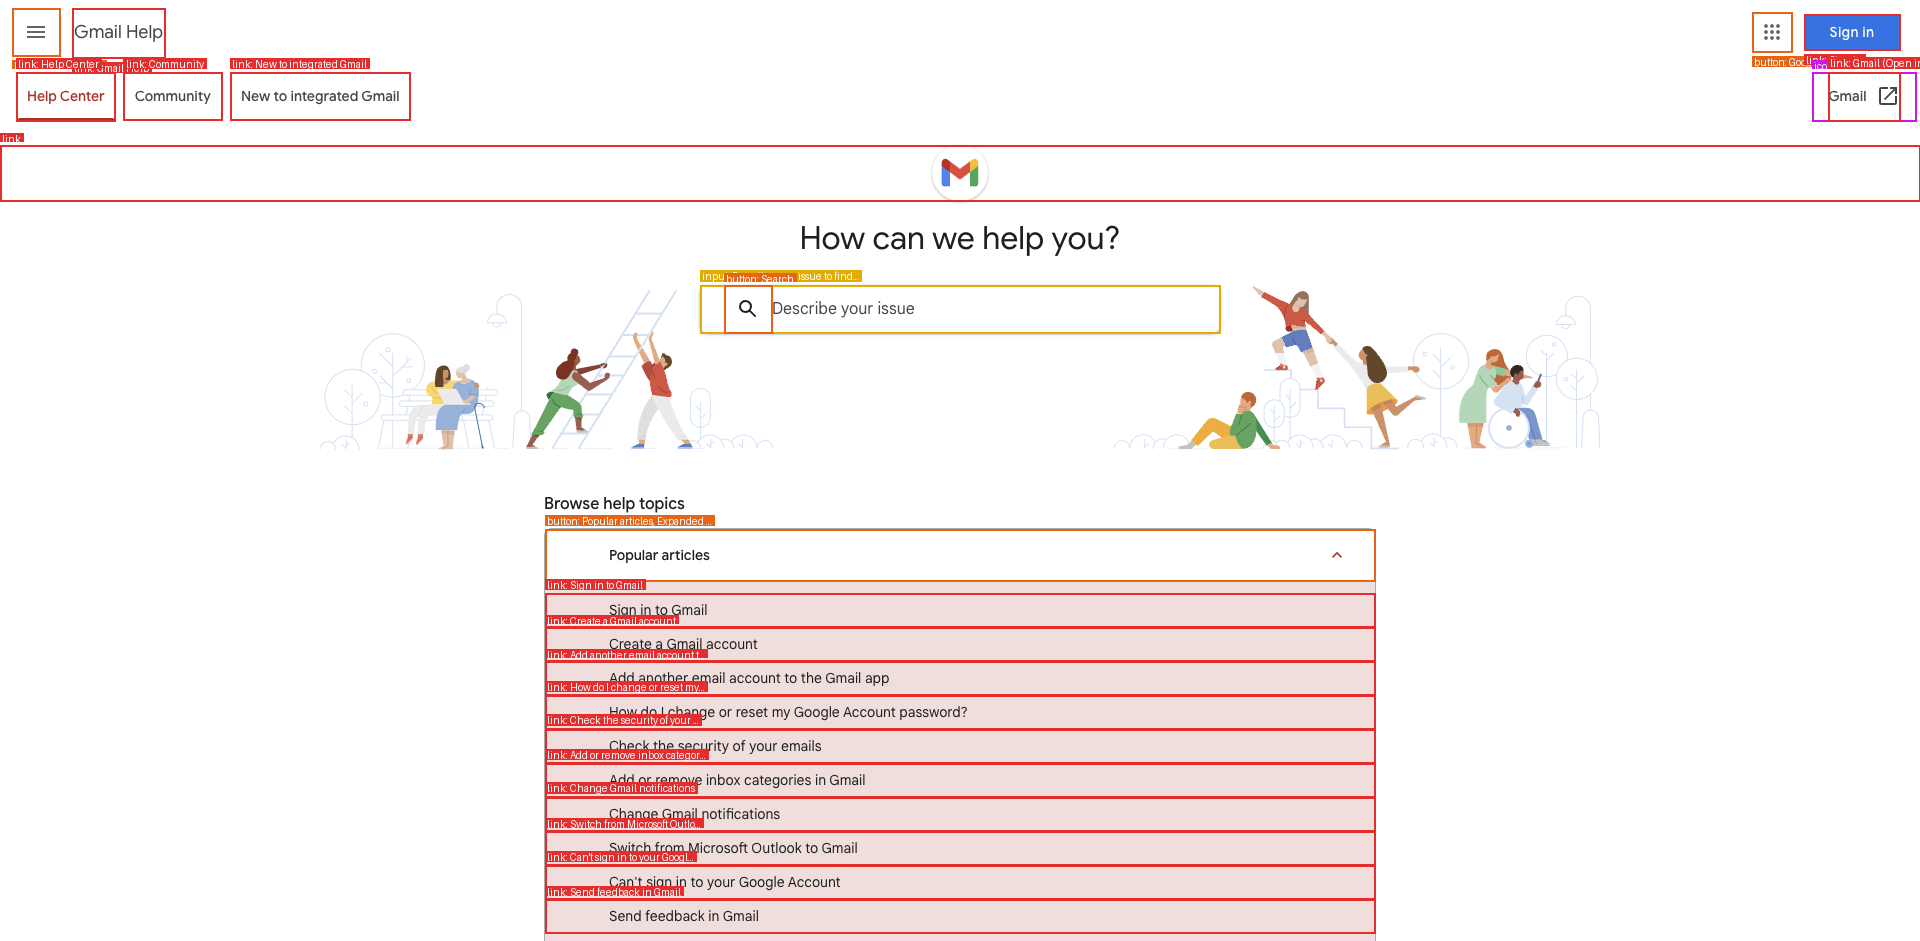 Gmail Help
Sign in
button: Goo
link: Help Center
link: Gmail Help
link: Community
link: New to integrated Gmail
link: Gmail (Open in
Help Center
Community
New to integrated Gmail
Gmail
link
How can we help you?
issue to find...
button: Search
Describe your issue
Browse help topics
button: Popular articles, Expanded ...
Popular articles
link: Sign in to Gmail
Sign in to Gmail
link: Create a Gmail account
Create a Gmail account
link: Add another email account t...
Add another email account to the Gmail app
link: How do I change or reset my...
How do I change or reset my Google Account password?
link: Check the security of your ...
Check the security of your emails
link: Add or remove inbox categor...
Add or remove inbox categories in Gmail
link: Change Gmail notifications
Change Gmail notifications
link: Switch from Microsoft Outlo...
Switch from Microsoft Outlook to Gmail
link: Can't sign in to your Googl...
Can't sign in to your Google Account
link: Send feedback in Gmail
Send feedback in Gmail